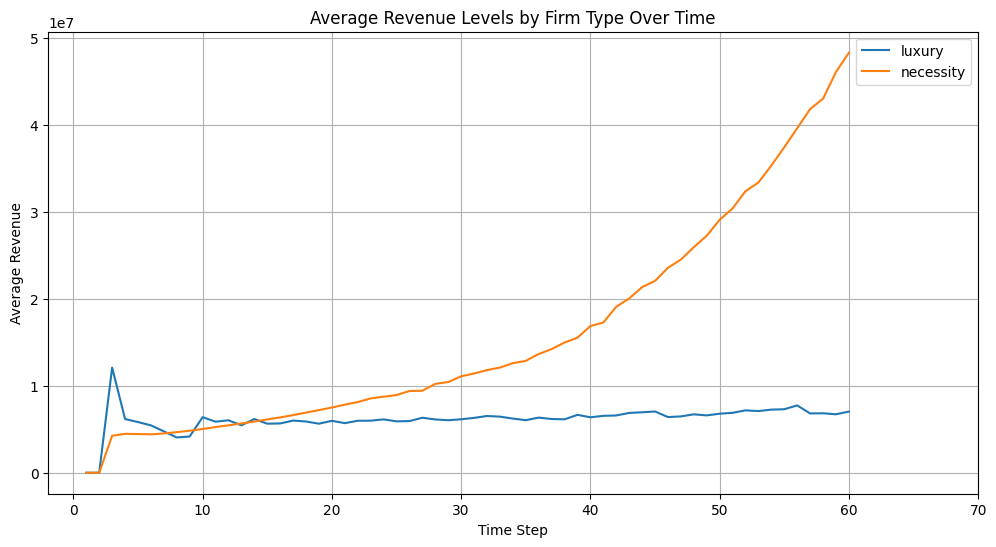 Average Revenue Levels by Firm Type Over Time
1e7
luxury
necessity
5
4
3
2
1
0
Average Revenue
0 10 20 30 40 50 60 70
Time Step